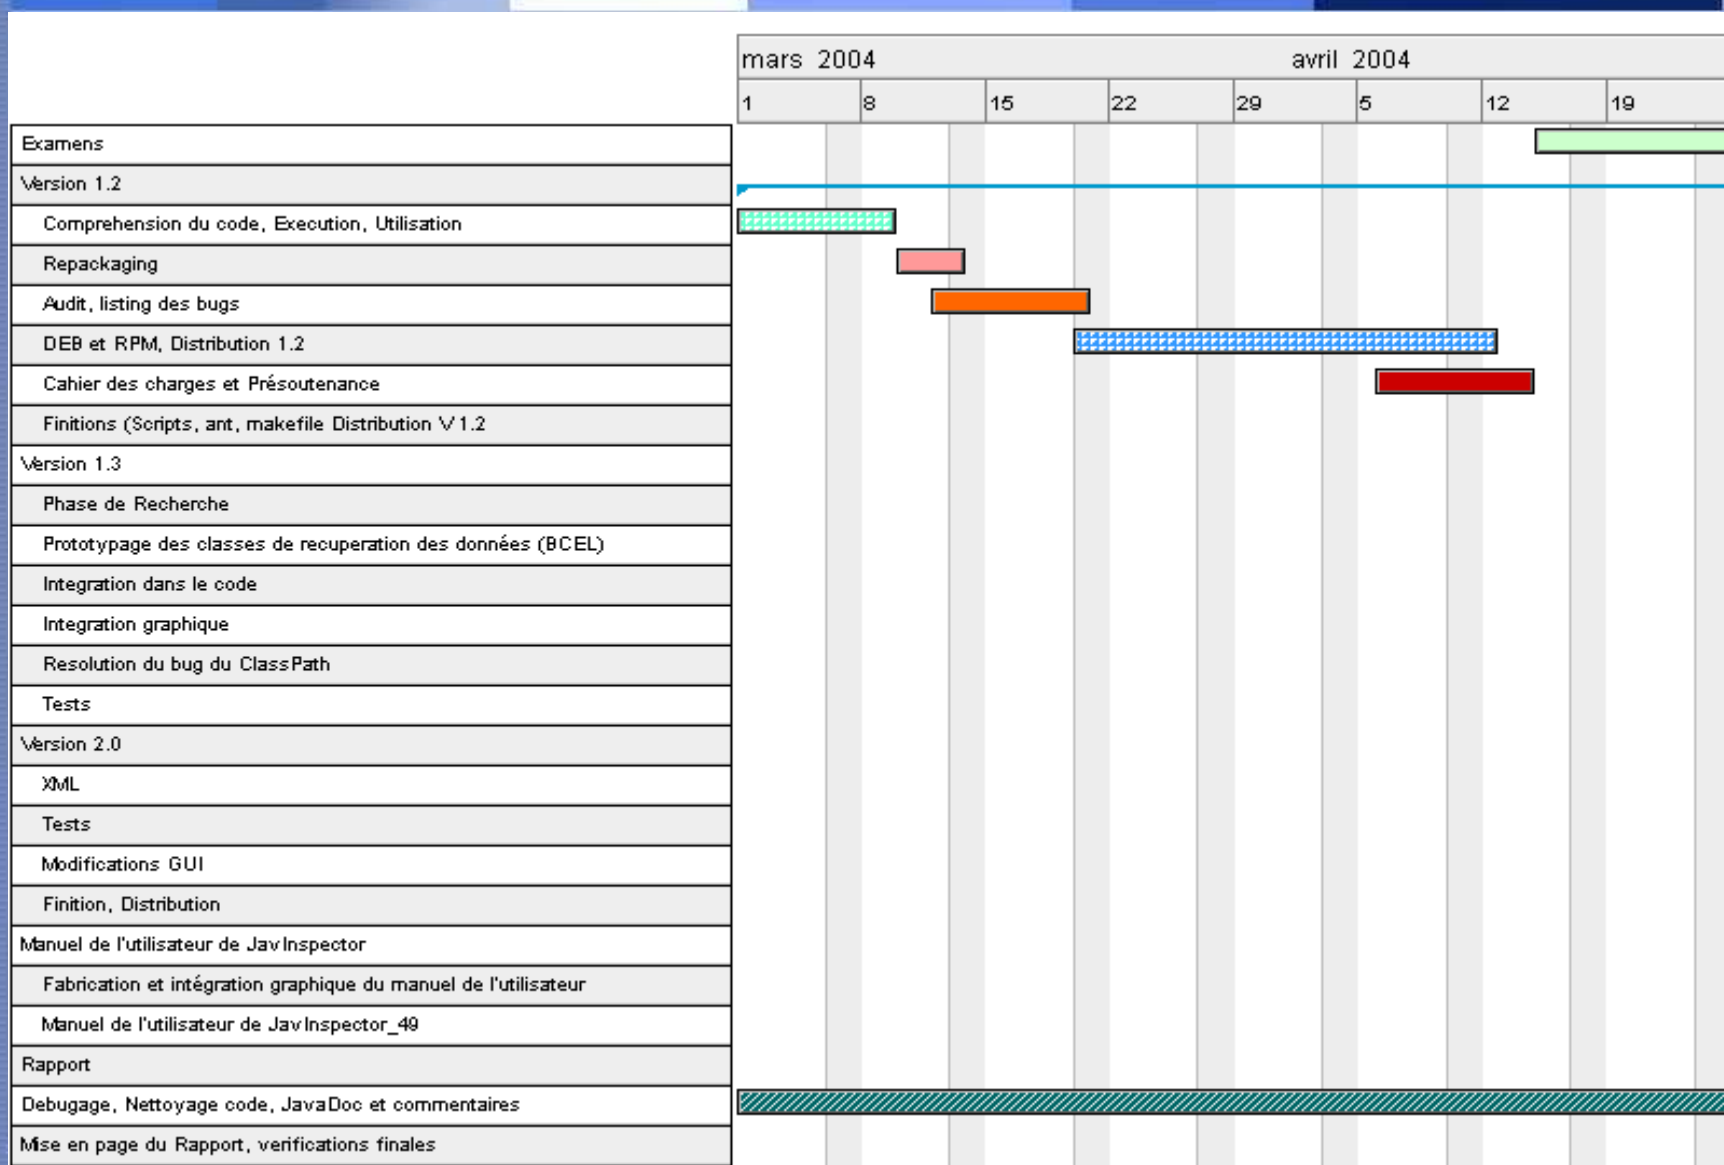 mars 2004 avril 2004
1 8 15 22 29 5 12 19
Examens
Version 1.2
Comprehension du code, Execution, Utilisation
Repackaging
Audit, listing des bugs
DEB et RPM, Distribution 1.2
Cahier des charges et Présoutenance
Finitions (Scripts, ant, makefile Distribution V 1.2
Version 1.3
Phase de Recherche
Prototypage des classes de recuperation des données (BCEL)
Integration dans le code
Integration graphique
Resolution du bug du ClassPath
Tests
Version 2.0
XML
Tests
Modifications GUI
Finition, Distribution
Manuel de l'utilisateur de JavInspector
Fabrication et intégration graphique du manuel de l'utilisateur
Manuel de l'utilisateur de JavInspector_49
Rapport
Debugage, Nettoyage code, JavaDoc et commentaires
Mise en page du Rapport, verifications finales